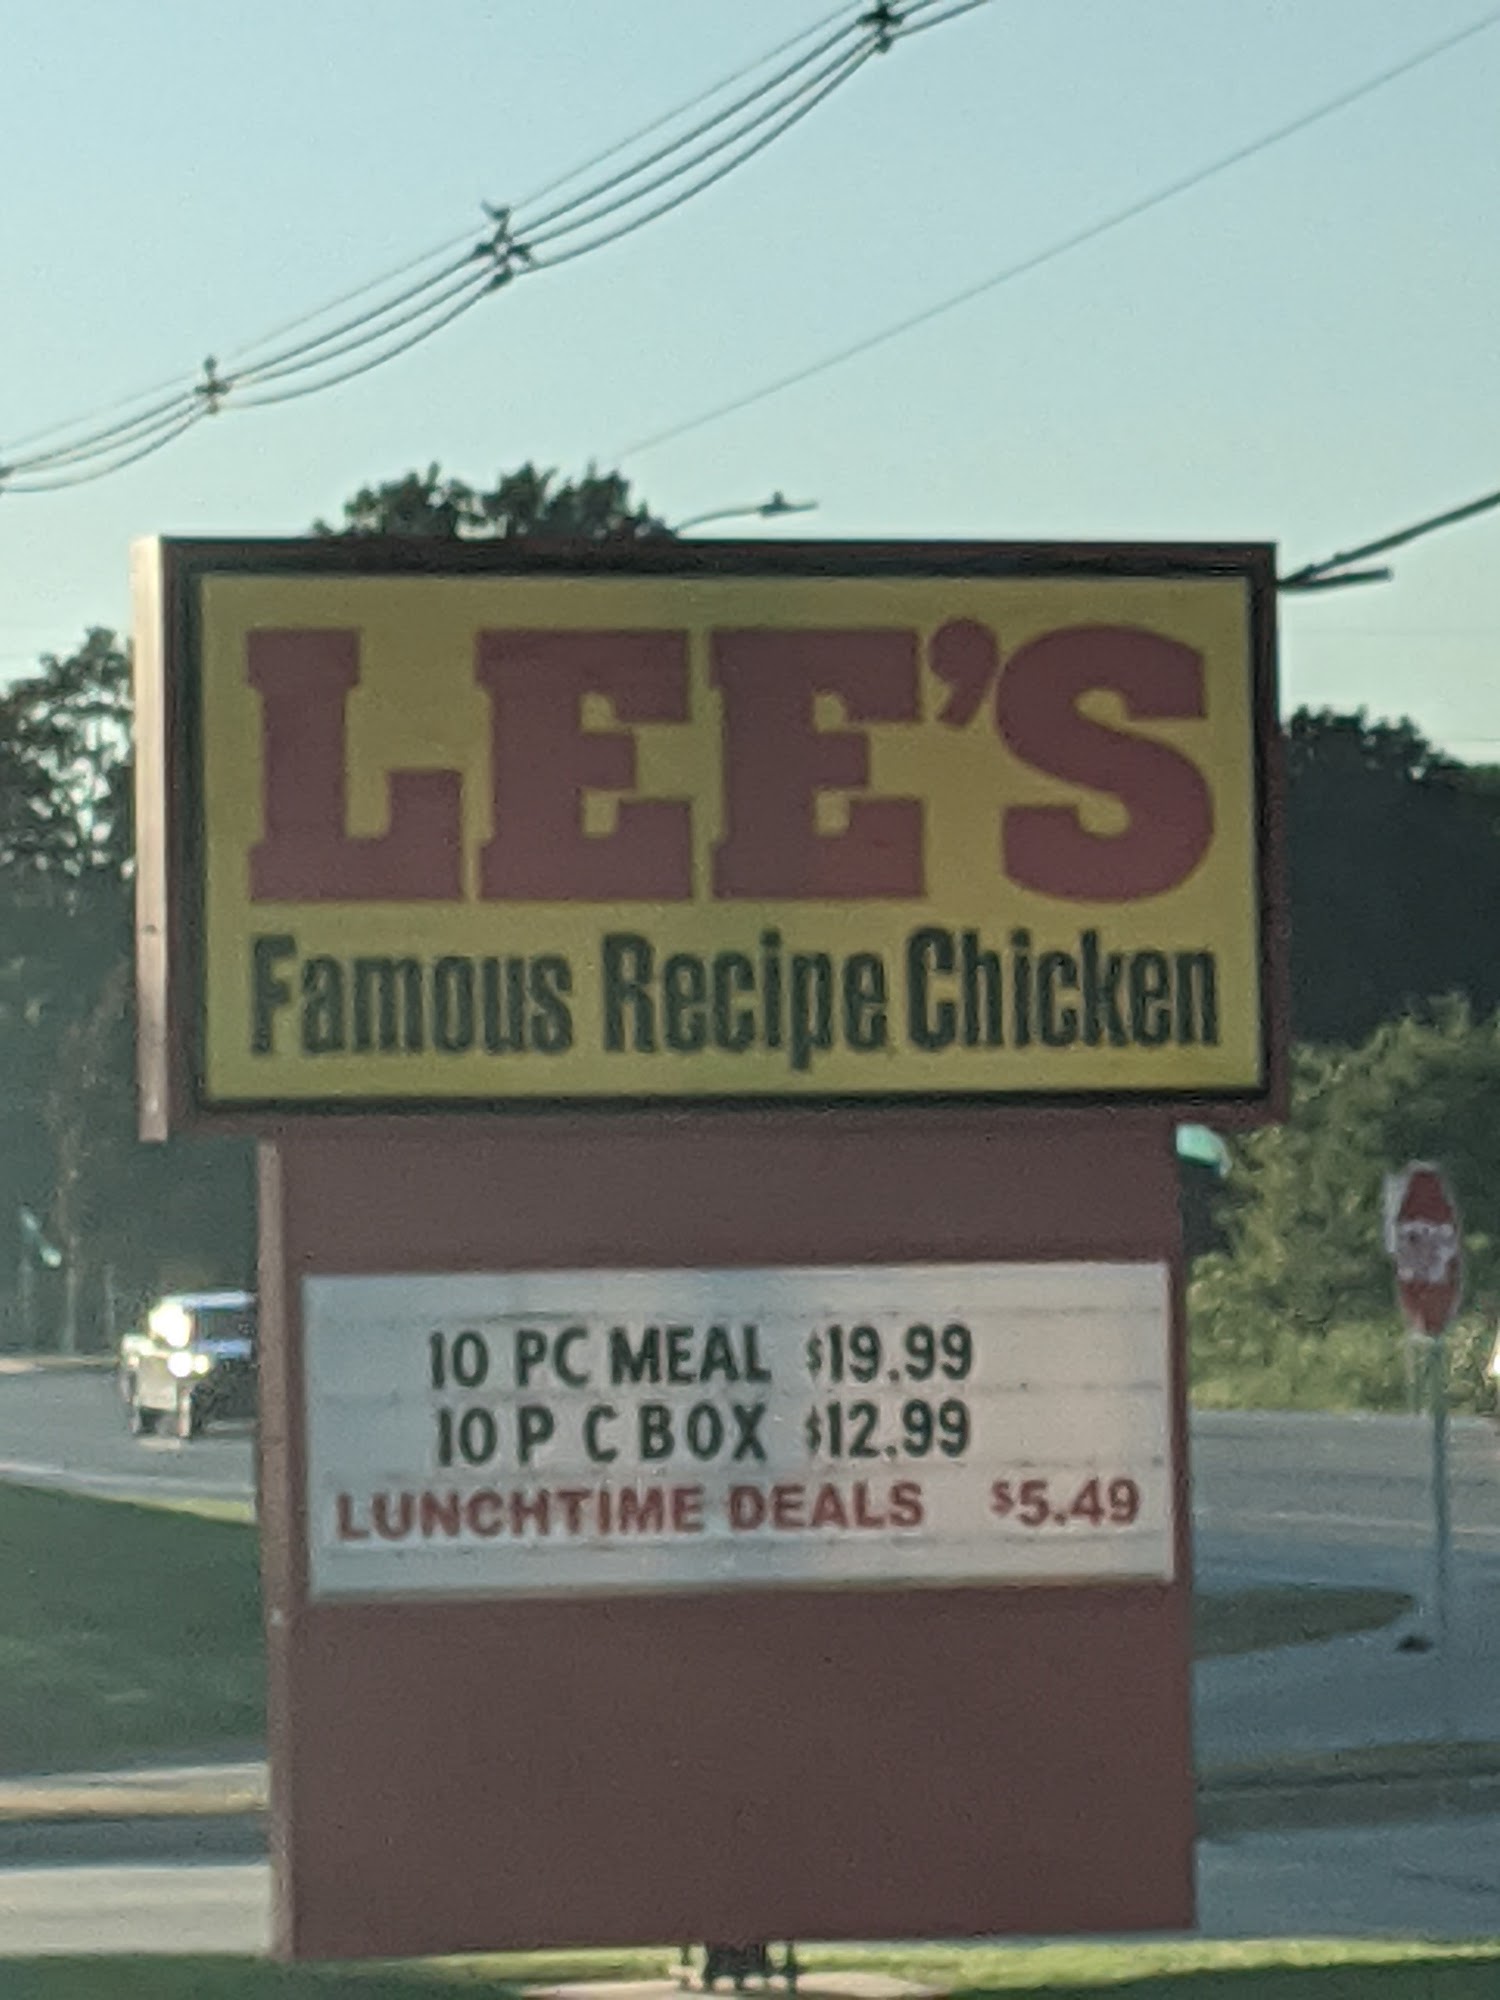 LEE'S
Famous Recipe Chicken
10 PC MEAL $19.99
10 P C BOX $12.99
LUNCHTIME DEALS $5.49